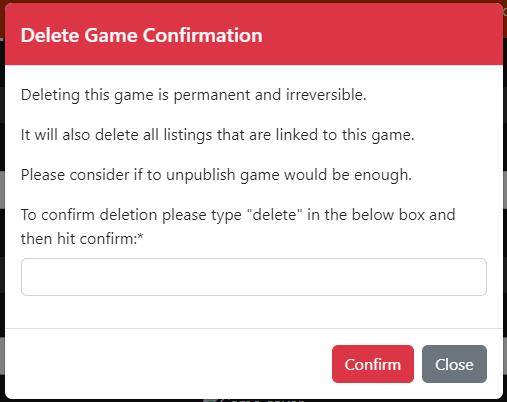 Delete Game Confirmation
Deleting this game is permanent and irreversible.
It will also delete all listings that are linked to this game.
Please consider if to unpublish game would be enough.
To confirm deletion please type "delete" in the below box and
then hit confirm:*
Confirm Close